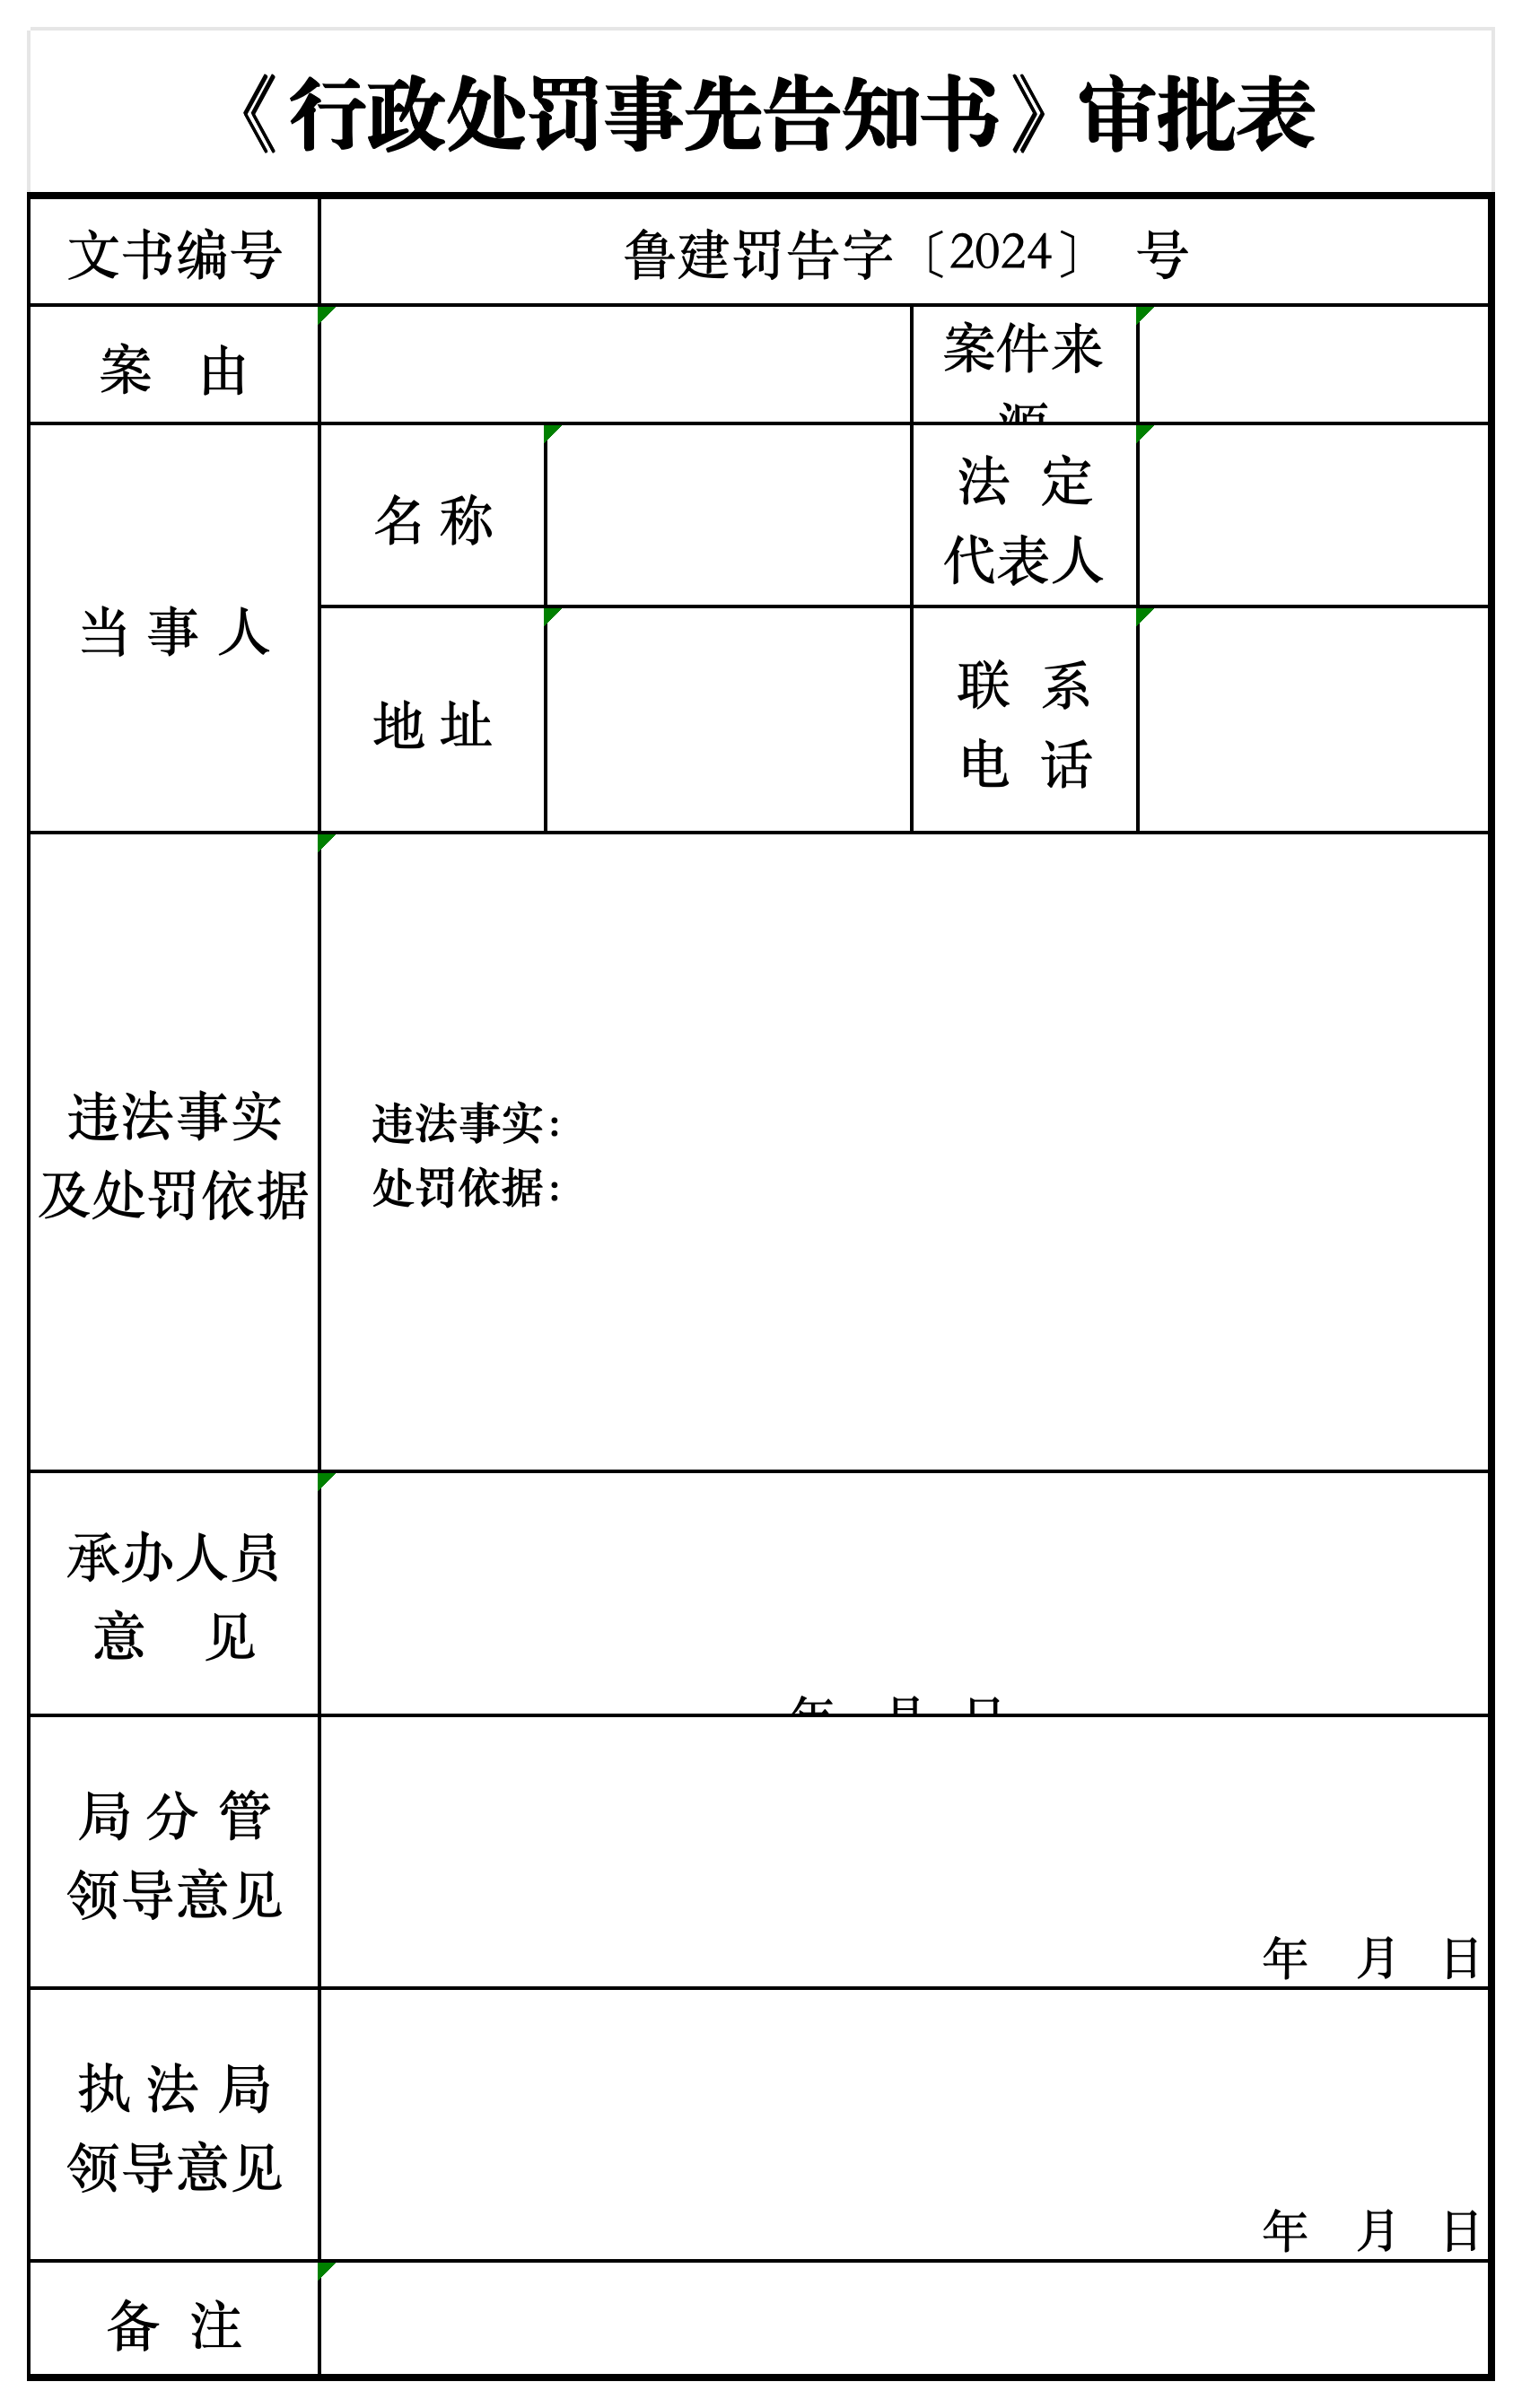 《行政处罚事先告知书》审批表
文书编号
鲁建罚告字〔2024〕 号
案 由
案件来
源
当 事 人
名 称
法 定
代表人
地 址
联 系
电 话
违法事实
及处罚依据
违法事实：
处罚依据：
承办人员
意 见
年 月 日
局 分 管
领导意见
年 月 日
执 法 局
领导意见
年 月 日
备 注